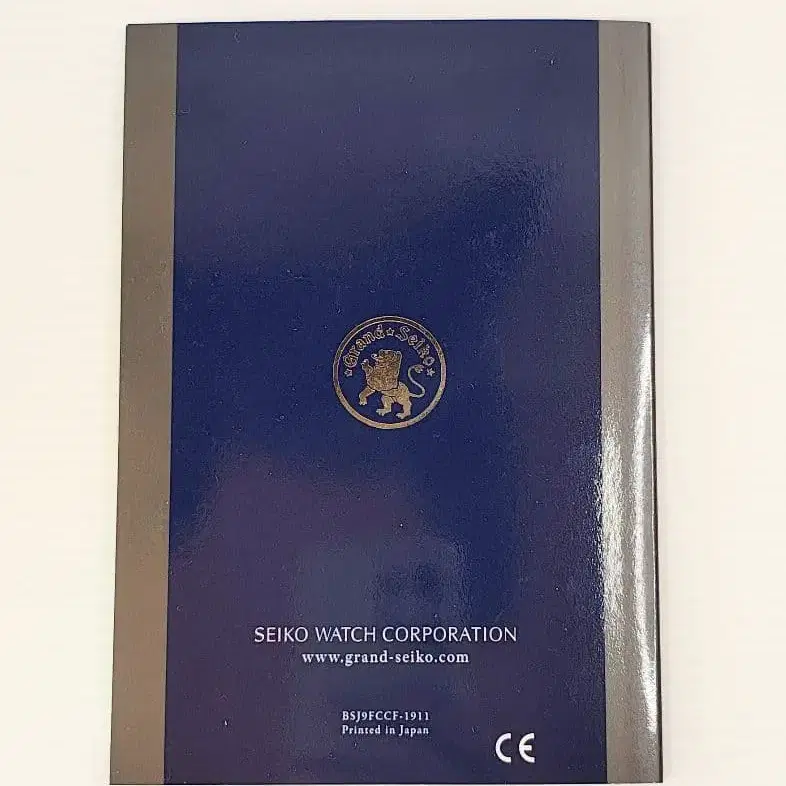 ★Grand★Seiko★
SEIKO WATCH CORPORATION
www.grand-seiko.com
BSJ9FCCF-1911
Printed in Japan
CE